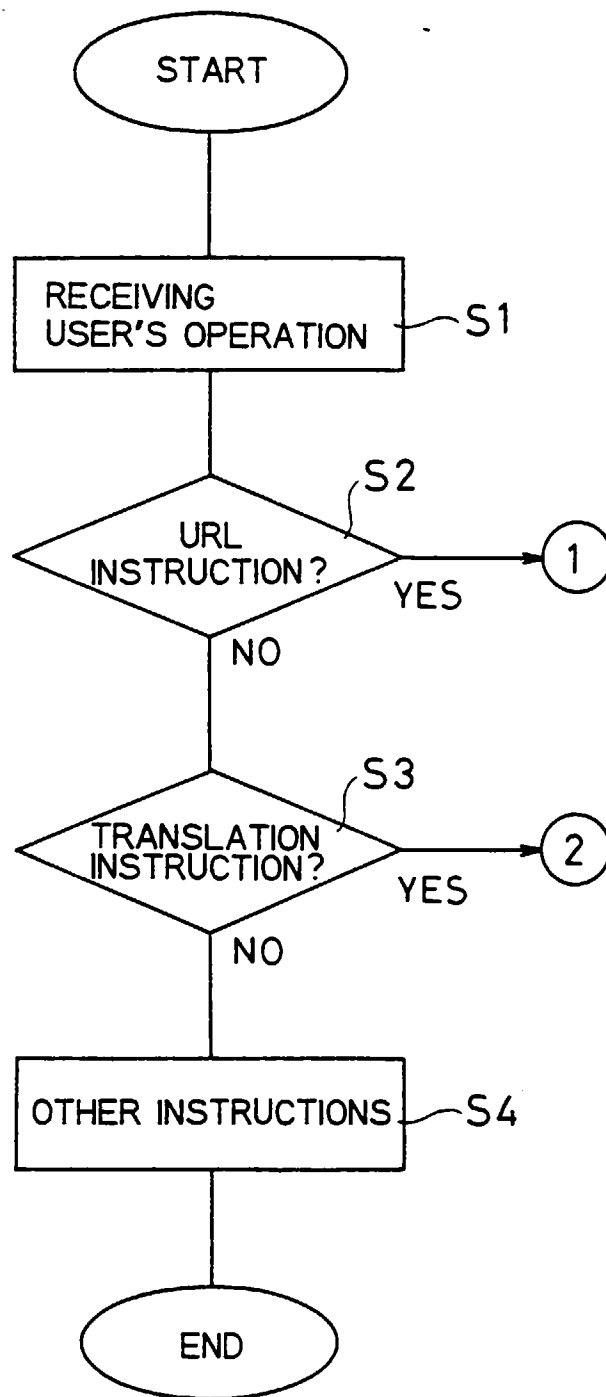 START
RECEIVING
USER'S OPERATION
S1
S2
URL
INSTRUCTION?
1
YES
NO
S3
TRANSLATION
INSTRUCTION?
2
YES
NO
OTHER INSTRUCTIONS
S4
END